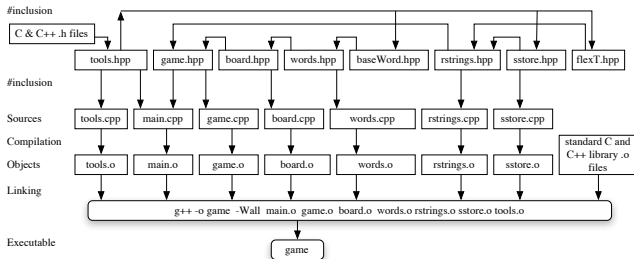 #inclusion
C & C++ .h files
tools.hpp game.hpp board.hpp words.hpp baseWord.hpp rstrings.hpp sstore.hpp flexT.hpp
#inclusion
Sources tools.cpp main.cpp game.cpp board.cpp words.cpp rstrings.cpp sstore.cpp
Compilation
Objects tools.o main.o game.o board.o words.o rstrings.o sstore.o
standard C and
C++ library .o
files
Linking
g++ -o game -Wall main.o game.o board.o words.o rstrings.o sstore.o tools.o
Executable
game